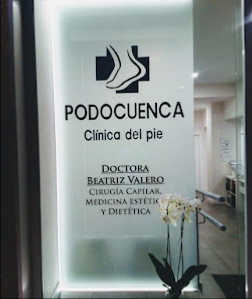 PODOCUENCA
Clínica del pie
DOCTORA
BEATRIZ VALERO
CIRUGÍA CAPILAR,
MEDICINA ESTÉTICA
Y DIETÉTICA